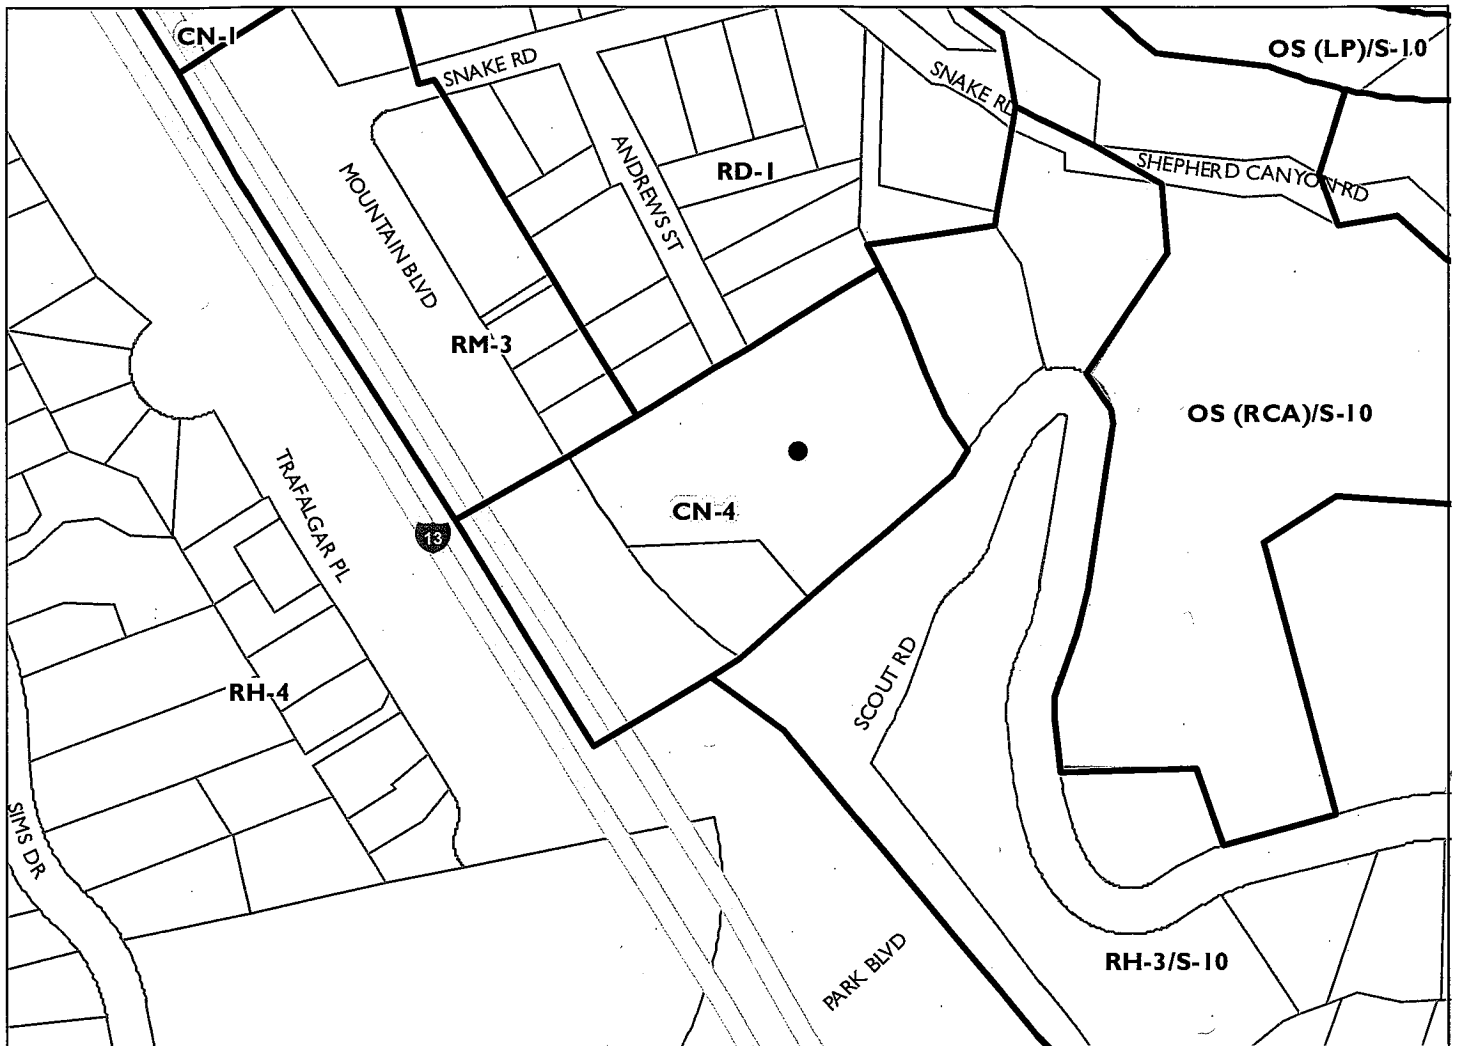 CN-1
OS (LP)/S-10
SNAKE RD
SNAKE RD
ANDREWS ST
RD-1
SHEPHERD CANYON RD
MOUNTAIN BLVD
RM-3
OS (RCA)/S-10
TRAFALGAR PL
CN-4
13
SCOUT RD
RH-4
SIMS DR
PARK BLVD
RH-3/S-10